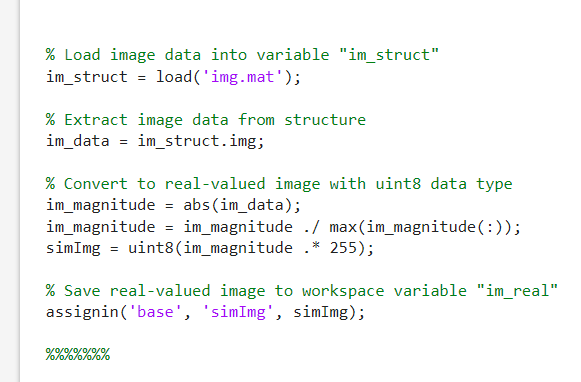 % Load image data into variable "im_struct"
im_struct = load('img.mat');
% Extract image data from structure
im_data = im_struct.img;
% Convert to real-valued image with uint8 data type
im_magnitude = abs(im_data);
im_magnitude = im_magnitude ./ max(im_magnitude(:));
simImg = uint8(im_magnitude .* 255);
% Save real-valued image to workspace variable "im_real"
assignin('base', 'simImg', simImg);
%%%%%%%